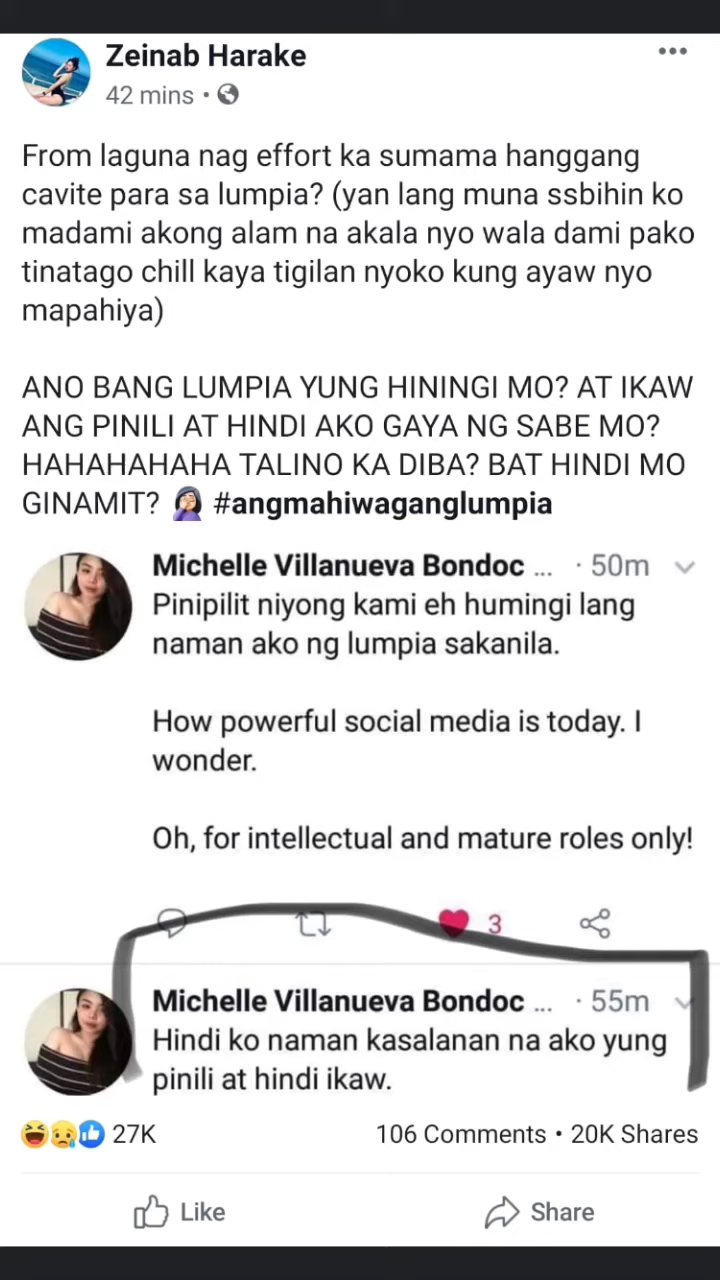 Zeinab Harake
42 mins •
From laguna nag effort ka sumama hanggang
cavite para sa lumpia? (yan lang muna ssbihin ko
madami akong alam na akala nyo wala dami pako
tinatago chill kaya tigilan nyoko kung ayaw nyo
mapahiya)
ANO BANG LUMPIA YUNG HININGI MO? AT IKAW
ANG PINILI AT HINDI AKO GAYA NG SABE MO?
HAHAHAHAHA TALINO KA DIBA? BAT HINDI MO
GINAMIT? 🤦🏻‍♀️ #angmahiwaganglumpia
Michelle Villanueva Bondoc ... · 50m
Pinipilit niyong kami eh humingi lang
naman ako ng lumpia sakanila.
How powerful social media is today. I
wonder.
Oh, for intellectual and mature roles only!
3
Michelle Villanueva Bondoc ... · 55m
Hindi ko naman kasalanan na ako yung
pinili at hindi ikaw.
27K
106 Comments • 20K Shares
Like
Share